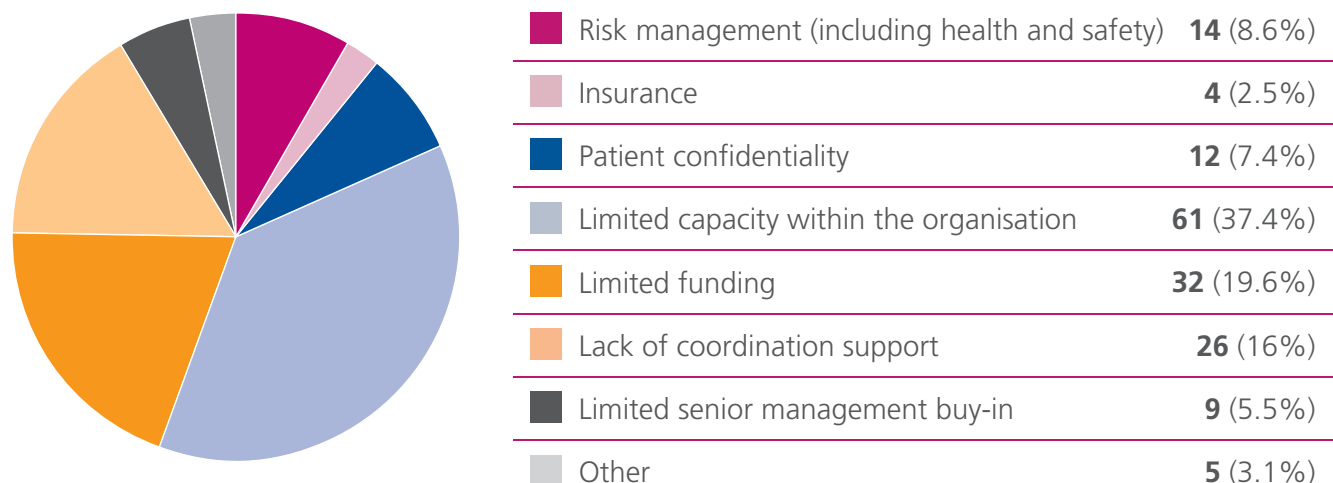 Risk management (including health and safety) 14 (8.6%)
Insurance 4 (2.5%)
Patient confidentiality 12 (7.4%)
Limited capacity within the organisation 61 (37.4%)
Limited funding 32 (19.6%)
Lack of coordination support 26 (16%)
Limited senior management buy-in 9 (5.5%)
Other 5 (3.1%)